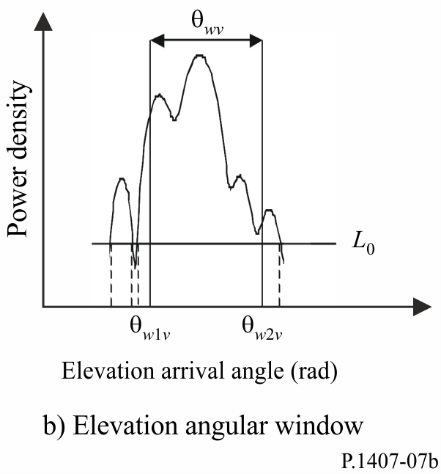 θwv
Power density
L0
θw1v
θw2v
Elevation arrival angle (rad)
b) Elevation angular window
P.1407-07b